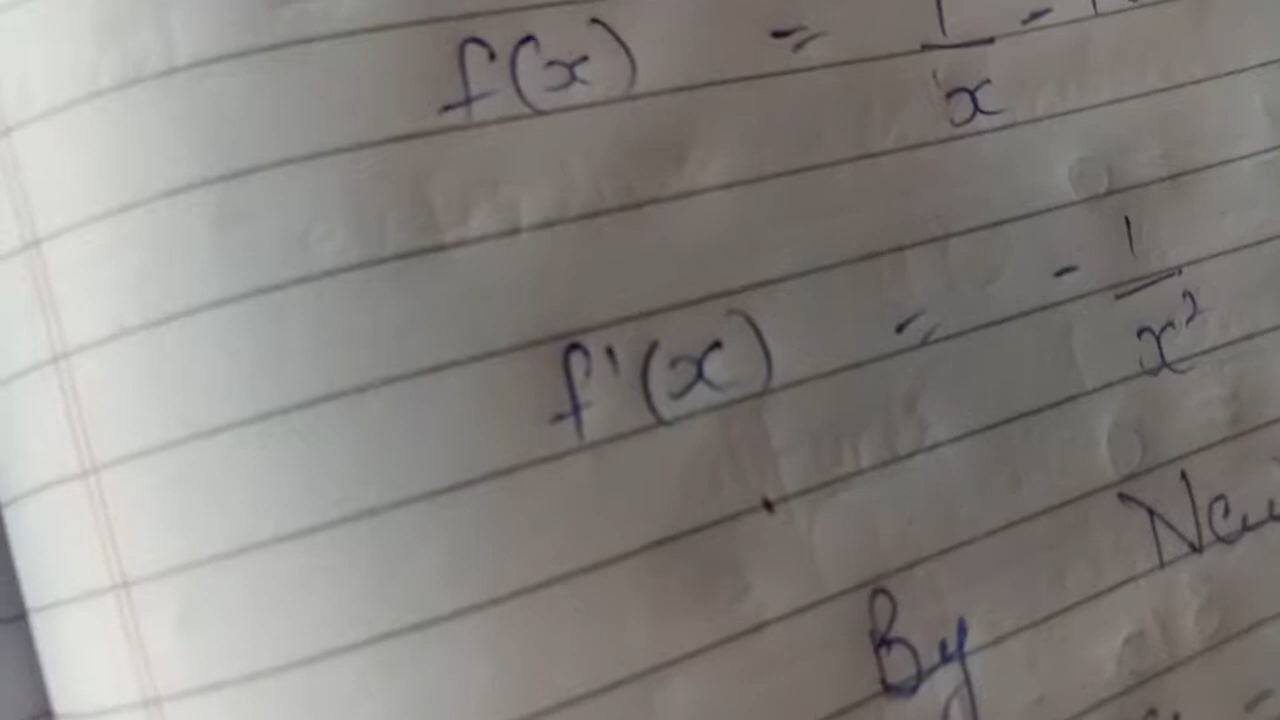 f(x) = 1/x -
f'(x) = - 1/x²
By